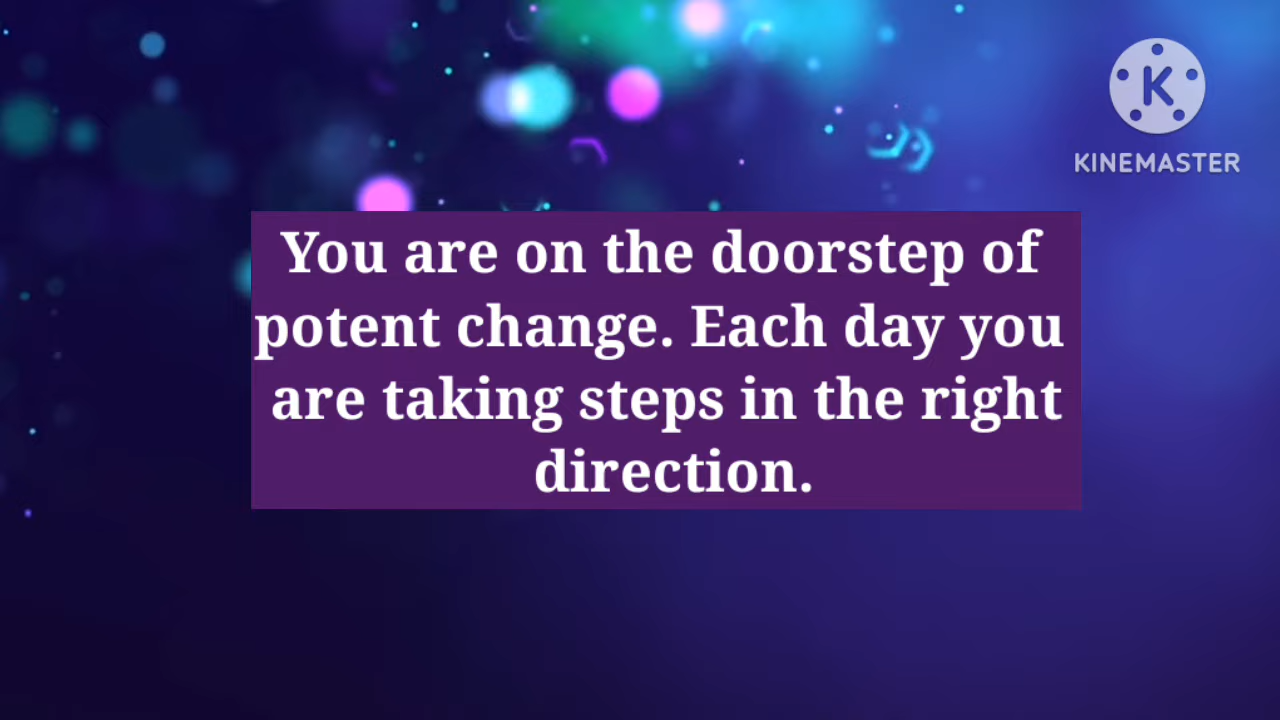 KINEMASTER
You are on the doorstep of
potent change. Each day you
are taking steps in the right
direction.